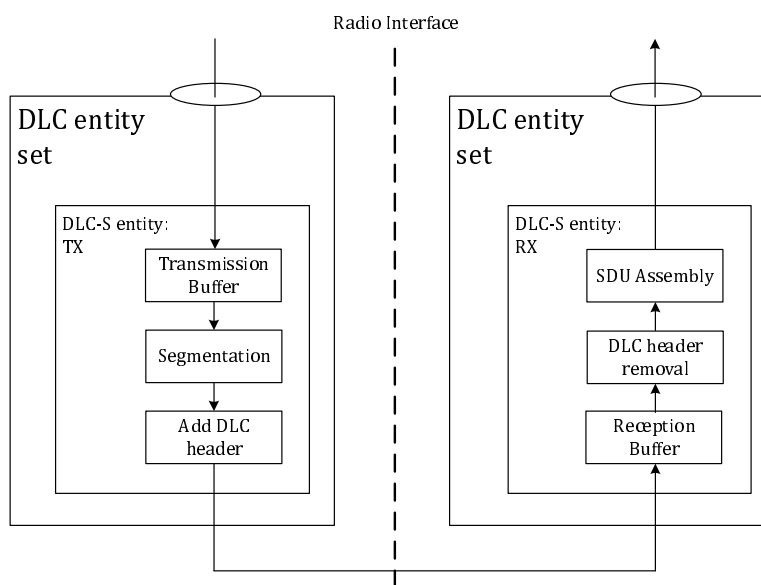 Radio Interface
DLC entity
set
DLC-S entity:
TX
Transmission
Buffer
Segmentation
Add DLC
header
DLC entity
set
DLC-S entity:
RX
SDU Assembly
DLC header
removal
Reception
Buffer